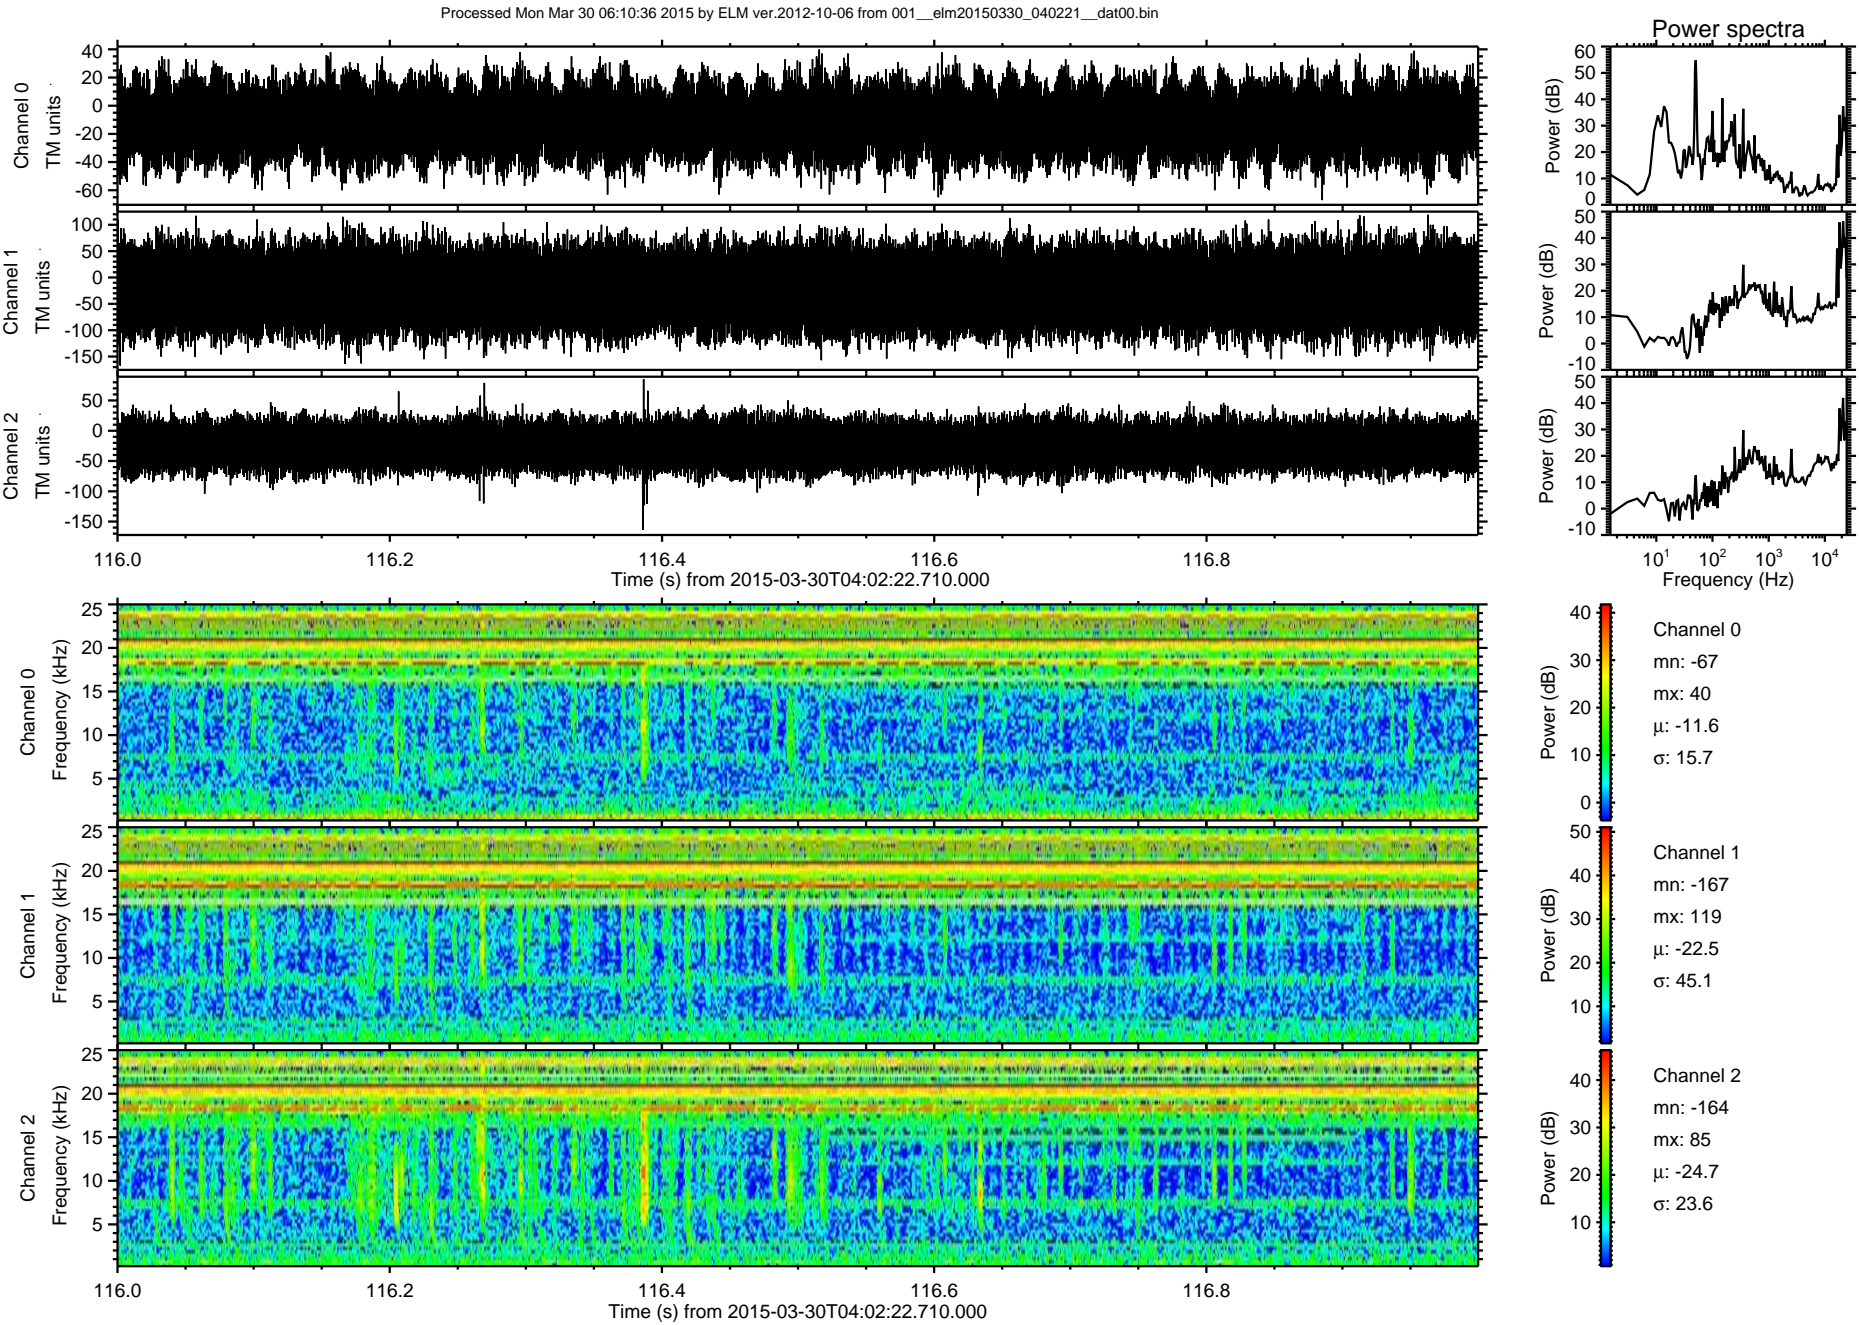 Processed Mon Mar 30 06:10:36 2015 by ELM ver.2012-10-06 from 001__elm20150330_040221__dat00.bin
Power spectra
Channel 0
TM units
40
20
0
-20
-40
-60
Power (dB)
60
50
40
30
20
10
0
Channel 1
TM units
100
50
0
-50
-100
-150
Power (dB)
50
40
30
20
10
0
-10
Channel 2
TM units
50
0
-50
-100
-150
Power (dB)
50
40
30
20
10
0
-10
116.0 116.2 116.4 116.6 116.8
Time (s) from 2015-03-30T04:02:22.710.000
10¹ 10² 10³ 10⁴
Frequency (Hz)
Channel 0
Frequency (kHz)
25
20
15
10
5
Power (dB)
40
30
20
10
0
Channel 0
mn: -67
mx: 40
μ: -11.6
σ: 15.7
Channel 1
Frequency (kHz)
25
20
15
10
5
Power (dB)
50
40
30
20
10
Channel 1
mn: -167
mx: 119
μ: -22.5
σ: 45.1
Channel 2
Frequency (kHz)
25
20
15
10
5
Power (dB)
40
30
20
10
Channel 2
mn: -164
mx: 85
μ: -24.7
σ: 23.6
116.0 116.2 116.4 116.6 116.8
Time (s) from 2015-03-30T04:02:22.710.000